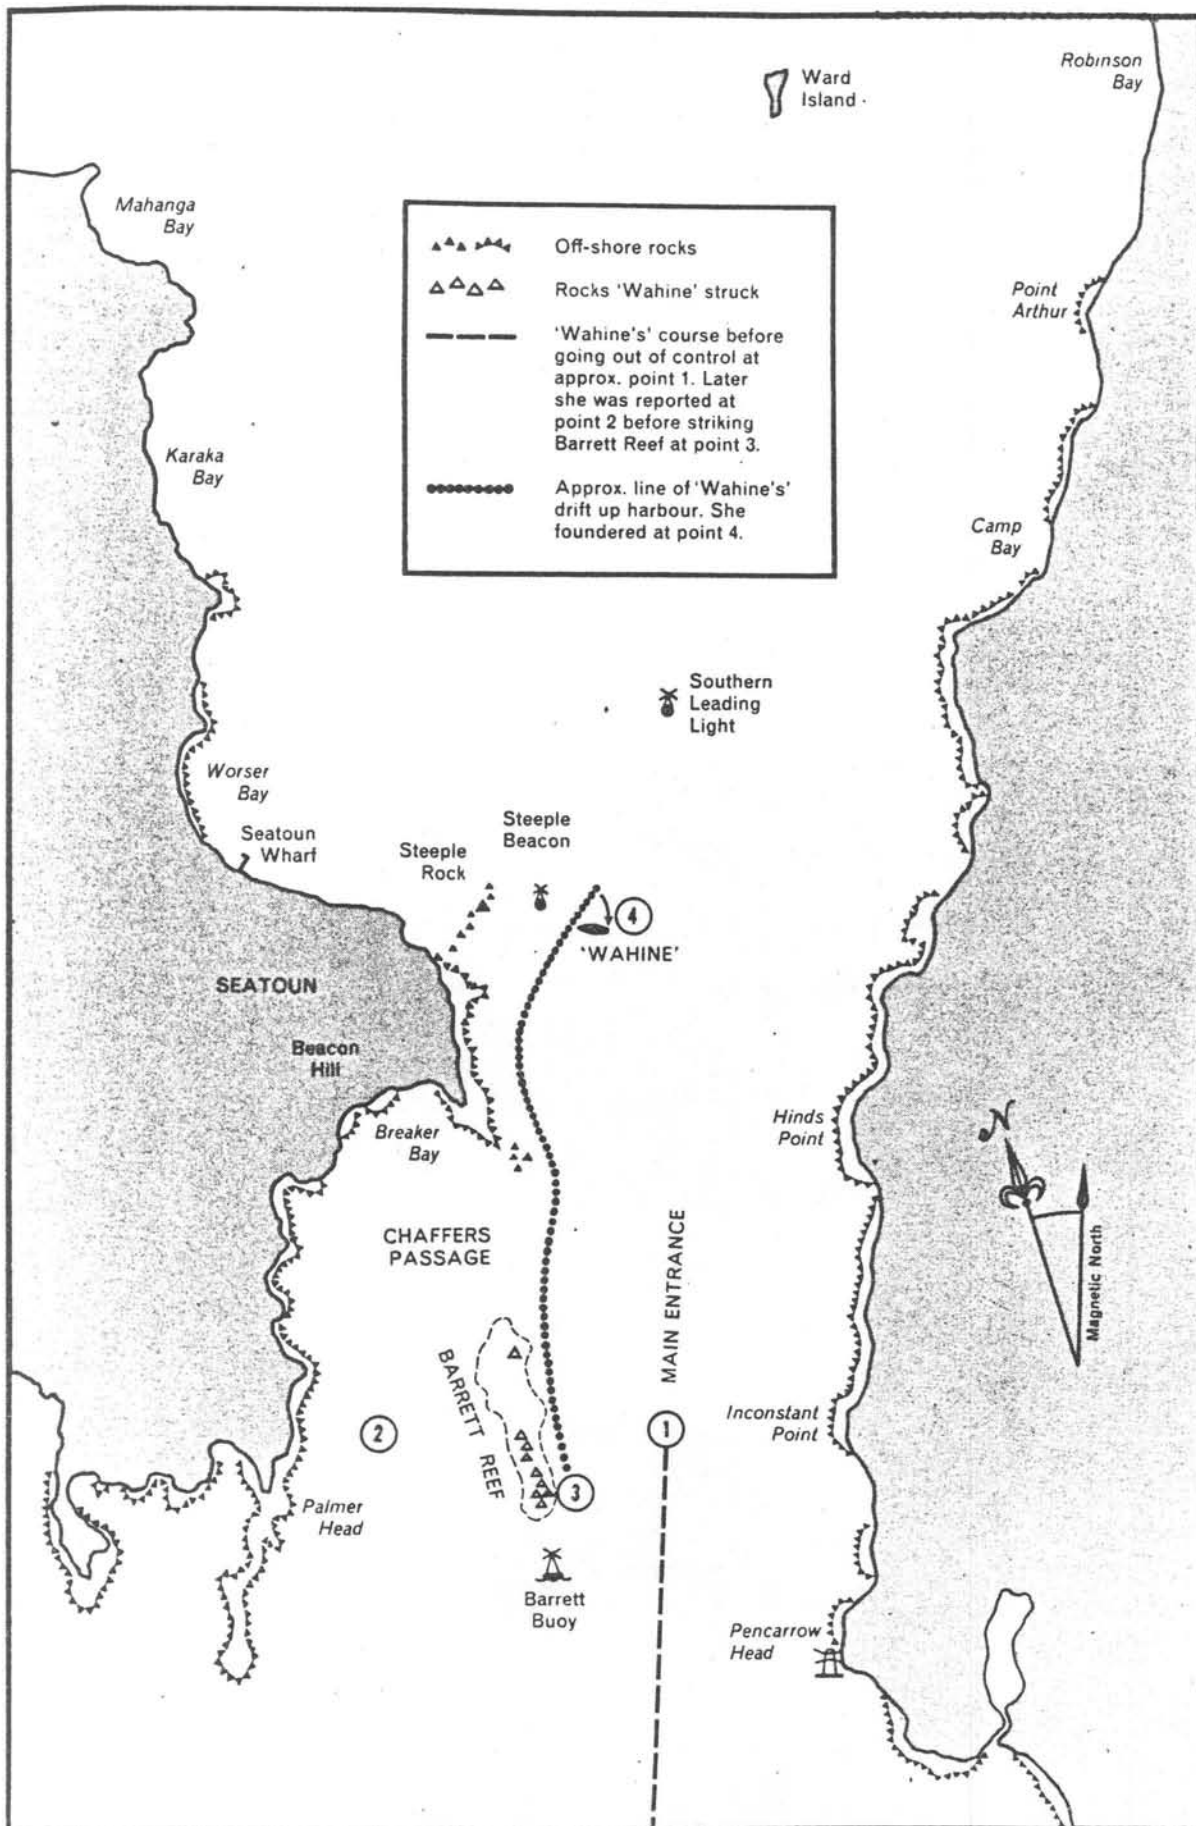 Ward
Island
Robinson
Bay
Mahanga
Bay
Off-shore rocks
Rocks 'Wahine' struck
'Wahine's' course before
going out of control at
approx. point 1. Later
she was reported at
point 2 before striking
Barrett Reef at point 3.
Approx. line of 'Wahine's'
drift up harbour. She
foundered at point 4.
Point
Arthur
Karaka
Bay
Camp
Bay
Southern
Leading
Light
Worser
Bay
Seatoun
Wharf
Steeple
Rock
Steeple
Beacon
4
'WAHINE'
SEATOUN
Beacon
Hill
Breaker
Bay
Hinds
Point
N
Magnetic North
CHAFFERS
PASSAGE
MAIN ENTRANCE
BARRETT REEF
2
1
3
Inconstant
Point
Palmer
Head
Barrett
Buoy
Pencarrow
Head